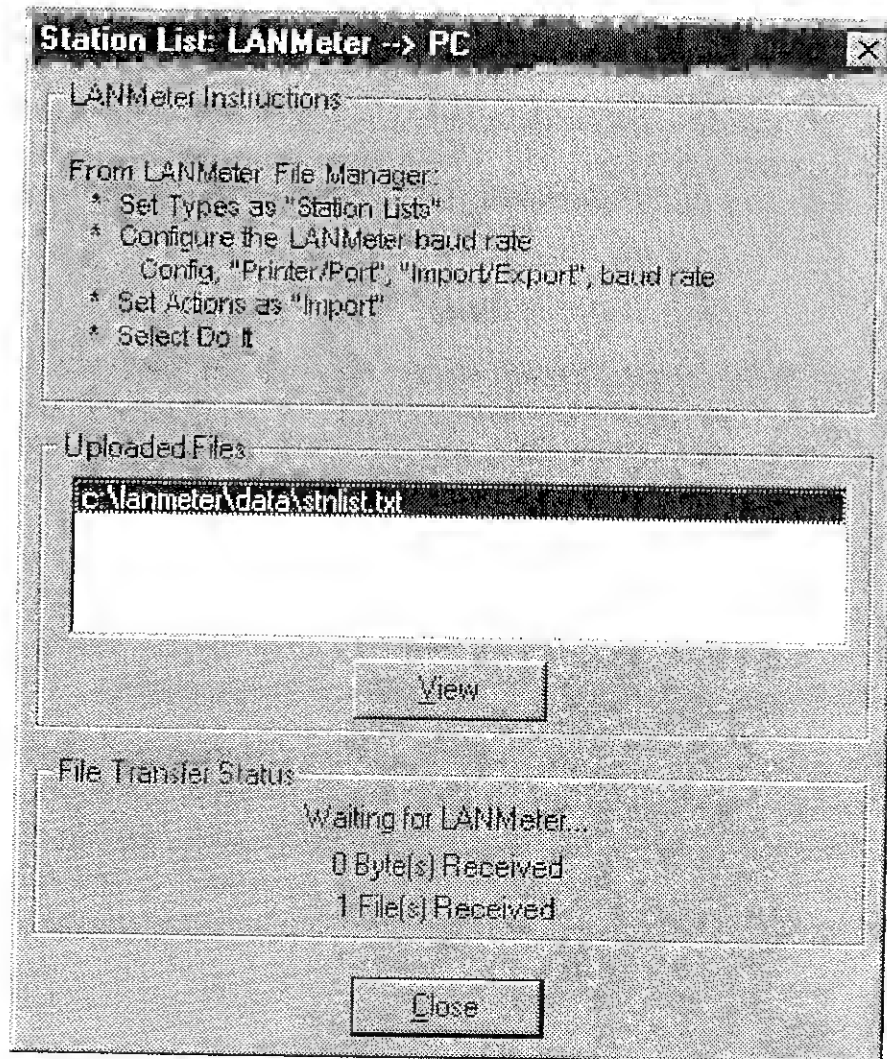 Station List: LANMeter --> PC
LANMeter Instructions
From LANMeter File Manager:
* Set Types as "Station Lists"
* Configure the LANMeter baud rate
Config, "Printer/Port", "Import/Export", baud rate
* Set Actions as "Import"
* Select Do It
Uploaded Files
c:\lanmeter\data\stnlist.txt
View
File Transfer Status
Waiting for LANMeter...
0 Byte(s) Received
1 File(s) Received
Close